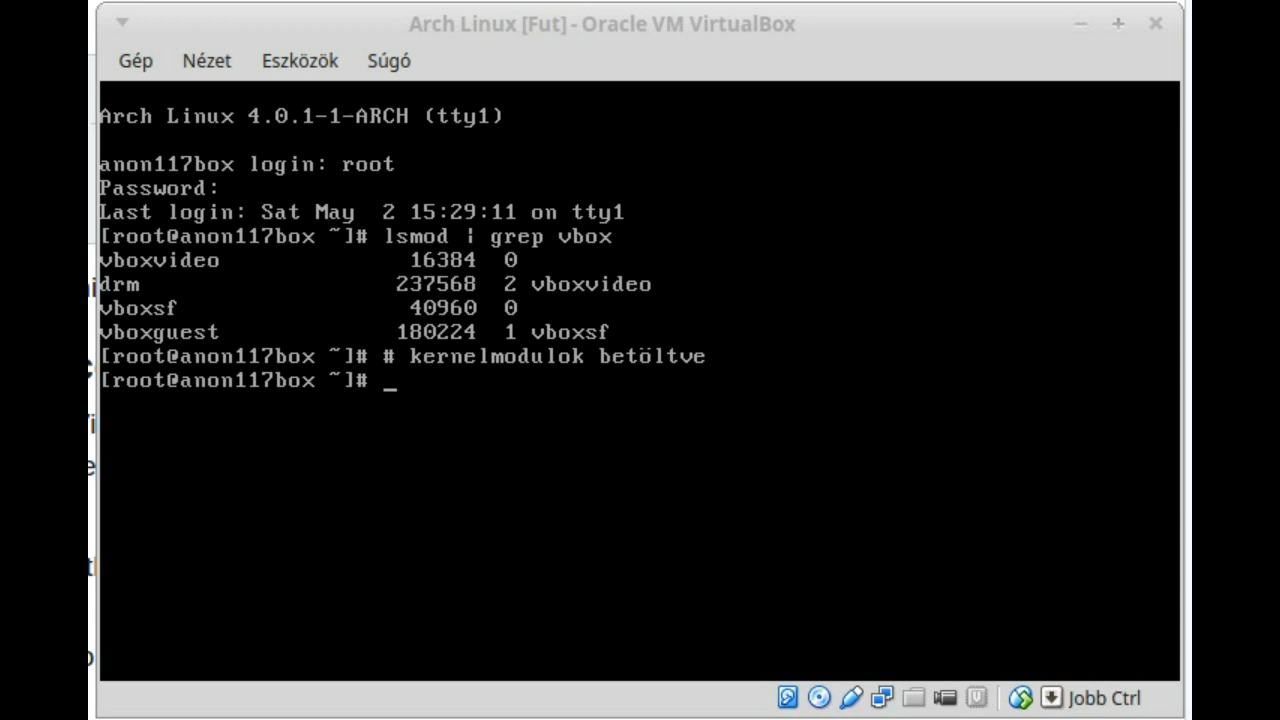 Arch Linux [Fut] - Oracle VM VirtualBox
Gép Nézet Eszközök Súgó
Arch Linux 4.0.1-1-ARCH (tty1)
anon117box login: root
Password:
Last login: Sat May  2 15:29:11 on tty1
[root@anon117box ~]# lsmod | grep vbox
vboxvideo              16384  0
drm                   237568  2 vboxvideo
vboxsf                 40960  0
vboxguest             180224  1 vboxsf
[root@anon117box ~]# # kernelmodulok betöltve
[root@anon117box ~]# _
Jobb Ctrl